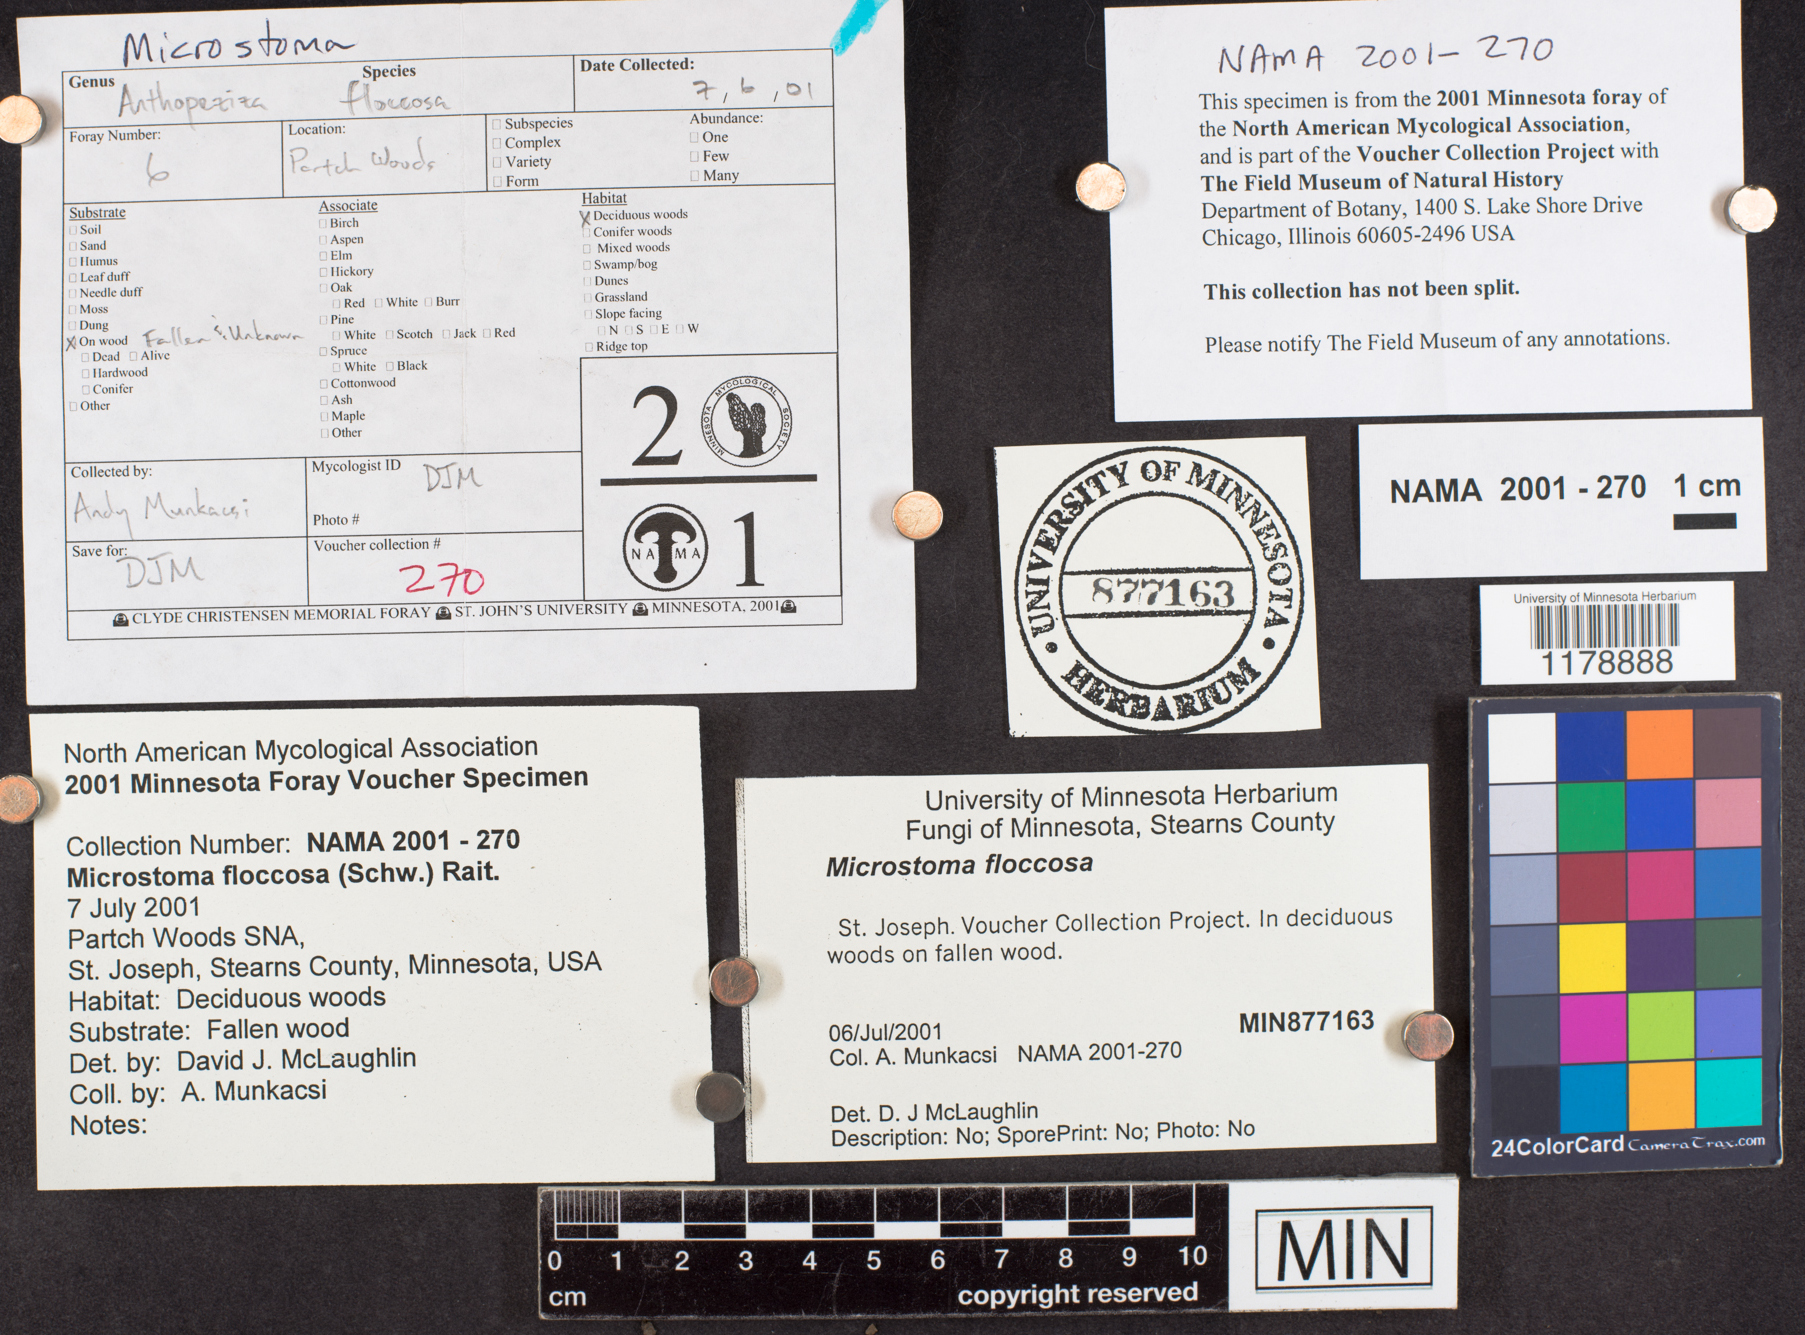 Microstoma
Genus Species Date Collected:
Anthopeziza floccosa 7, 6, 01
Foray Number: Location: Subspecies Abundance:
6 Partch Woods Complex One
Variety Few
Form Many
Substrate
Soil
Sand
Humus
Leaf duff
Needle duff
Moss
Dung
X On wood Fallen & Unknown
Dead Alive
Hardwood
Conifer
Other
Associate
Birch
Aspen
Elm
Hickory
Oak
Red White Burr
Pine
White Scotch Jack Red
Spruce
White Black
Cottonwood
Ash
Maple
Other
Habitat
X Deciduous woods
Conifer woods
Mixed woods
Swamp/bog
Dunes
Grassland
Slope facing
N S E W
Ridge top
2 MINNESOTA MYCOLOGICAL SOCIETY
NAMA 1
Collected by:
Andy Munkacsi
Mycologist ID DJM
Photo #
Save for:
DJM
Voucher collection #
270
CLYDE CHRISTENSEN MEMORIAL FORAY ST. JOHN'S UNIVERSITY MINNESOTA, 2001
NAMA 2001-270
This specimen is from the 2001 Minnesota foray of
the North American Mycological Association,
and is part of the Voucher Collection Project with
The Field Museum of Natural History
Department of Botany, 1400 S. Lake Shore Drive
Chicago, Illinois 60605-2496 USA
This collection has not been split.
Please notify The Field Museum of any annotations.
UNIVERSITY OF MINNESOTA
877163
HERBARIUM
NAMA 2001 - 270 1 cm
University of Minnesota Herbarium
1178888
North American Mycological Association
2001 Minnesota Foray Voucher Specimen
Collection Number: NAMA 2001 - 270
Microstoma floccosa (Schw.) Rait.
7 July 2001
Partch Woods SNA,
St. Joseph, Stearns County, Minnesota, USA
Habitat: Deciduous woods
Substrate: Fallen wood
Det. by: David J. McLaughlin
Coll. by: A. Munkacsi
Notes:
University of Minnesota Herbarium
Fungi of Minnesota, Stearns County
Microstoma floccosa
St. Joseph. Voucher Collection Project. In deciduous
woods on fallen wood.
06/Jul/2001 MIN877163
Col. A. Munkacsi NAMA 2001-270
Det. D. J McLaughlin
Description: No; SporePrint: No; Photo: No
24ColorCard CameraTrax.com
0 1 2 3 4 5 6 7 8 9 10
cm copyright reserved
MIN